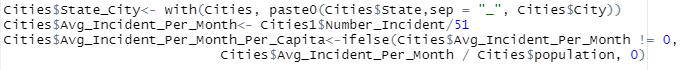 Cities$State_City<- with(Cities, paste0(Cities$State,sep = "_", Cities$City))
Cities$Avg_Incident_Per_Month<- Cities1$Number_Incident/51
Cities$Avg_Incident_Per_Month_Per_Capita<-ifelse(Cities$Avg_Incident_Per_Month != 0,
Cities$Avg_Incident_Per_Month / Cities$population, 0)